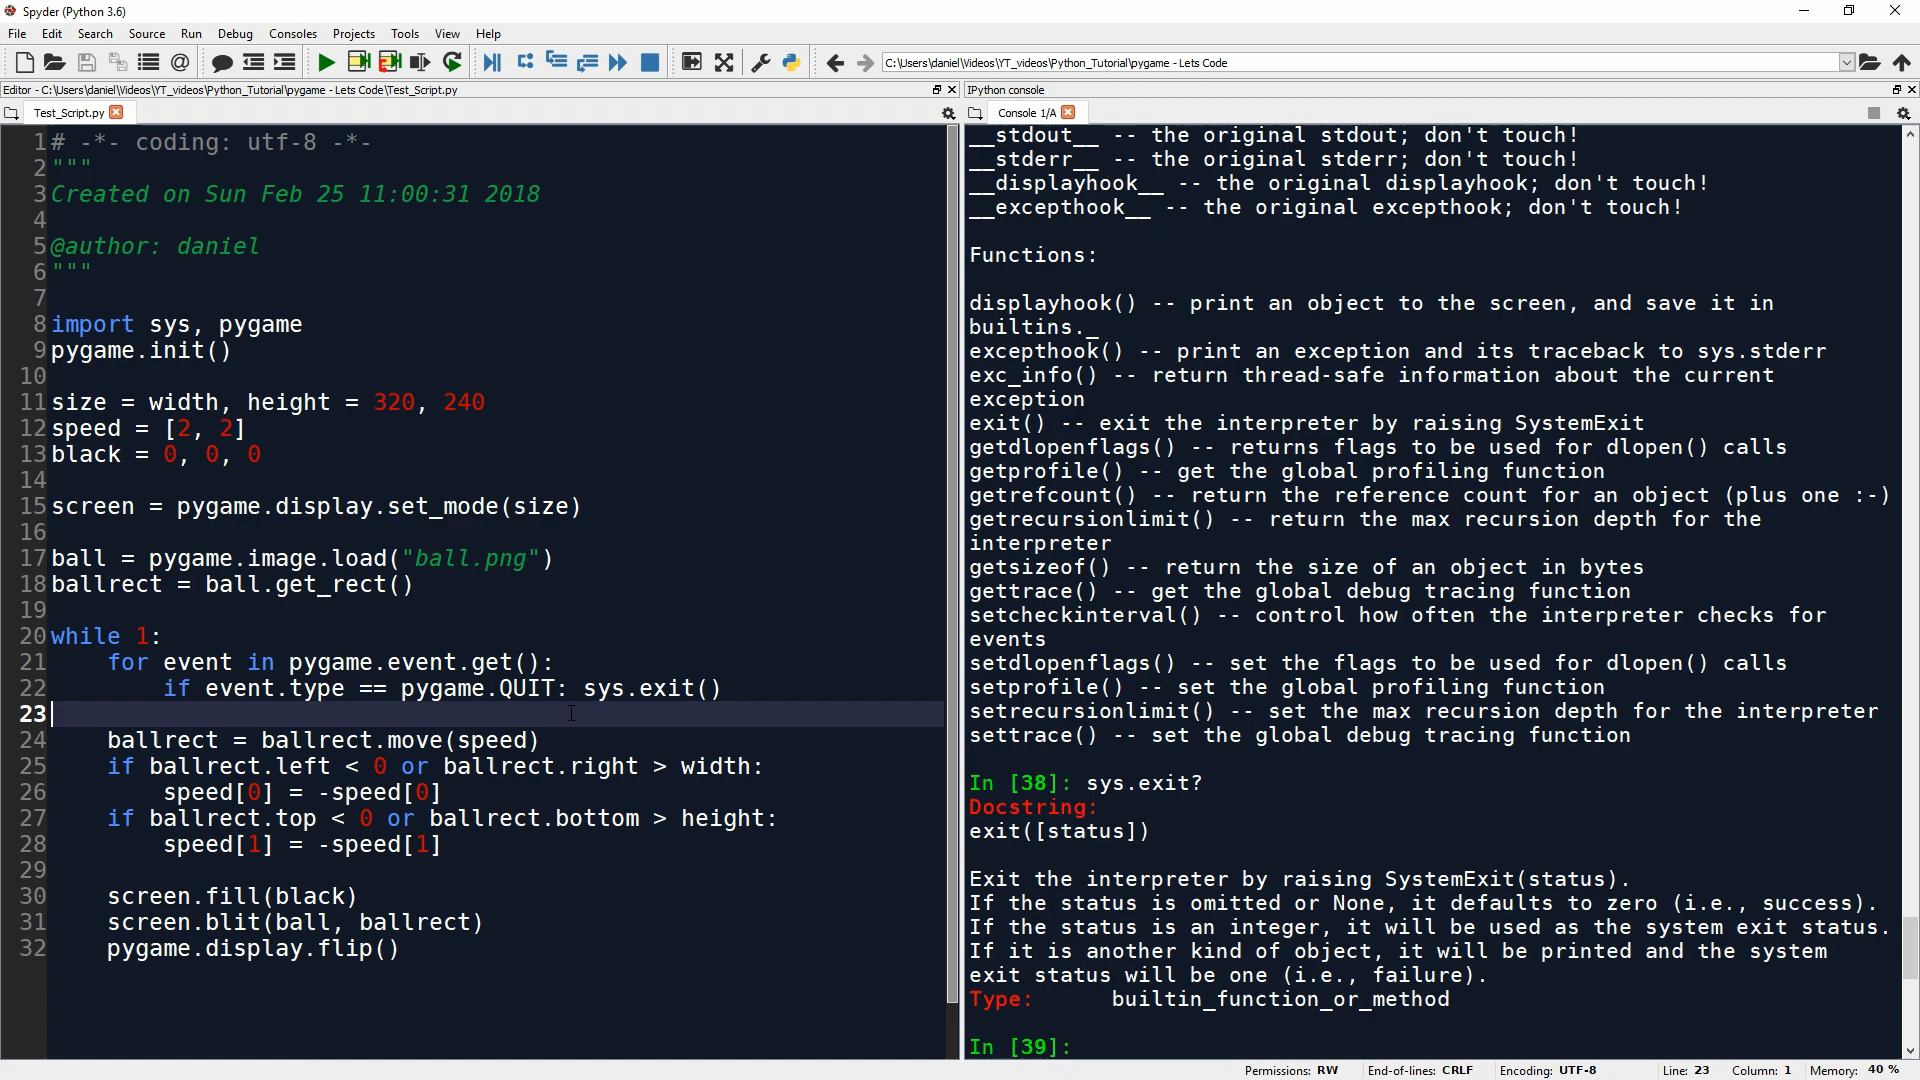 Spyder (Python 3.6)
File Edit Search Source Run Debug Consoles Projects Tools View Help
C:\Users\daniel\Videos\YT_videos\Python_Tutorial\pygame - Lets Code
Editor - C:\Users\daniel\Videos\YT_videos\Python_Tutorial\pygame - Lets Code\Test_Script.py
Test_Script.py
1 # -*- coding: utf-8 -*-
2 """
3 Created on Sun Feb 25 11:00:31 2018
4
5 @author: daniel
6 """
7
8 import sys, pygame
9 pygame.init()
10
11 size = width, height = 320, 240
12 speed = [2, 2]
13 black = 0, 0, 0
14
15 screen = pygame.display.set_mode(size)
16
17 ball = pygame.image.load("ball.png")
18 ballrect = ball.get_rect()
19
20 while 1:
21     for event in pygame.event.get():
22         if event.type == pygame.QUIT: sys.exit()
23
24     ballrect = ballrect.move(speed)
25     if ballrect.left < 0 or ballrect.right > width:
26         speed[0] = -speed[0]
27     if ballrect.top < 0 or ballrect.bottom > height:
28         speed[1] = -speed[1]
29
30     screen.fill(black)
31     screen.blit(ball, ballrect)
32     pygame.display.flip()
IPython console
Console 1/A
__stdout__ -- the original stdout; don't touch!
__stderr__ -- the original stderr; don't touch!
__displayhook__ -- the original displayhook; don't touch!
__excepthook__ -- the original excepthook; don't touch!
Functions:
displayhook() -- print an object to the screen, and save it in
builtins._
excepthook() -- print an exception and its traceback to sys.stderr
exc_info() -- return thread-safe information about the current
exception
exit() -- exit the interpreter by raising SystemExit
getdlopenflags() -- returns flags to be used for dlopen() calls
getprofile() -- get the global profiling function
getrefcount() -- return the reference count for an object (plus one :-)
getrecursionlimit() -- return the max recursion depth for the
interpreter
getsizeof() -- return the size of an object in bytes
gettrace() -- get the global debug tracing function
setcheckinterval() -- control how often the interpreter checks for
events
setdlopenflags() -- set the flags to be used for dlopen() calls
setprofile() -- set the global profiling function
setrecursionlimit() -- set the max recursion depth for the interpreter
settrace() -- set the global debug tracing function
In [38]: sys.exit?
Docstring:
exit([status])
Exit the interpreter by raising SystemExit(status).
If the status is omitted or None, it defaults to zero (i.e., success).
If the status is an integer, it will be used as the system exit status.
If it is another kind of object, it will be printed and the system
exit status will be one (i.e., failure).
Type:      builtin_function_or_method
In [39]:
Permissions: RW End-of-lines: CRLF Encoding: UTF-8 Line: 23 Column: 1 Memory: 40 %